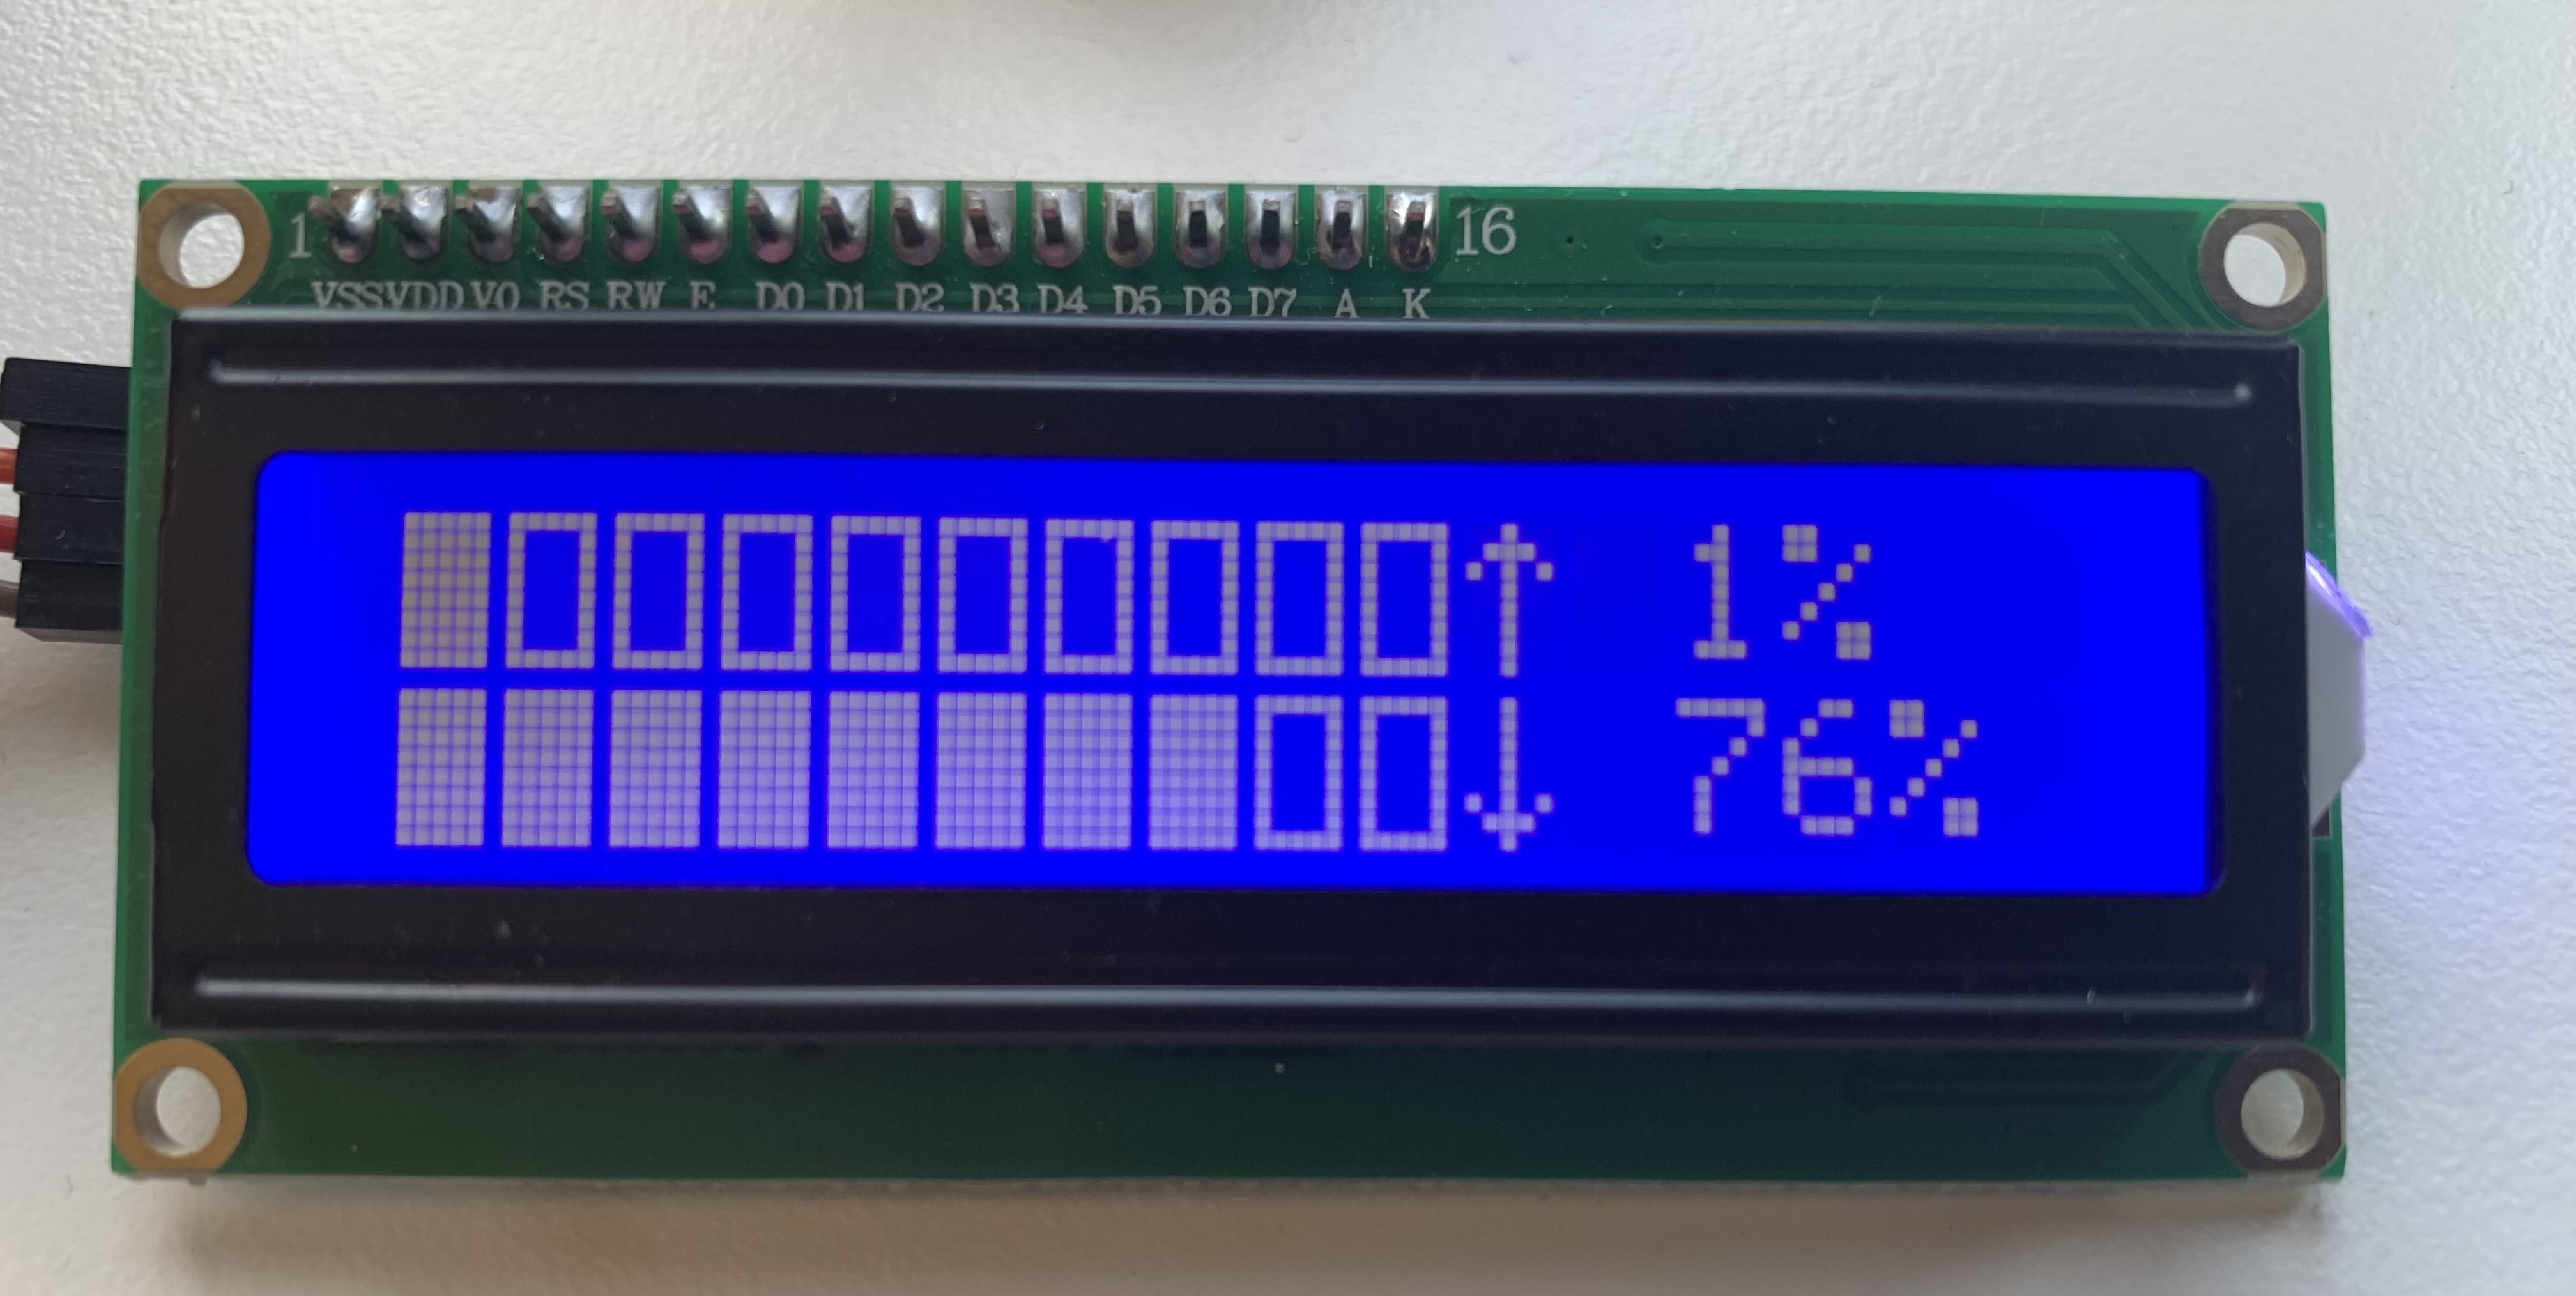 1 16
VSS VDD V0 RS RW E D0 D1 D2 D3 D4 D5 D6 D7 A K
↑ 1%
↓ 76%